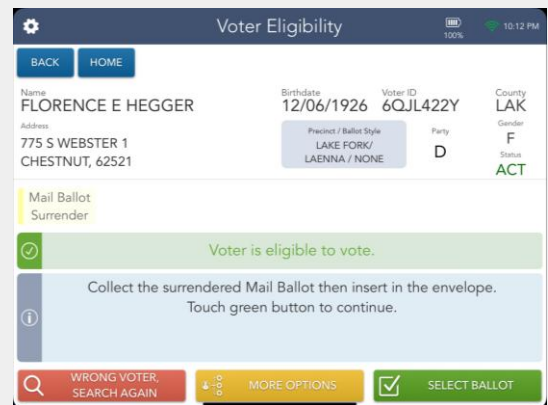 Voter Eligibility
100%
10:12 PM
BACK
HOME
Name
FLORENCE E HEGGER
Birthdate
12/06/1926
Voter ID
6QJL422Y
County
LAK
Address
775 S WEBSTER 1
CHESTNUT, 62521
Precinct / Ballot Style
LAKE FORK/
LAENNA / NONE
Party
D
Gender
F
Status
ACT
Mail Ballot
Surrender
Voter is eligible to vote.
Collect the surrendered Mail Ballot then insert in the envelope.
Touch green button to continue.
WRONG VOTER,
SEARCH AGAIN
MORE OPTIONS
SELECT BALLOT